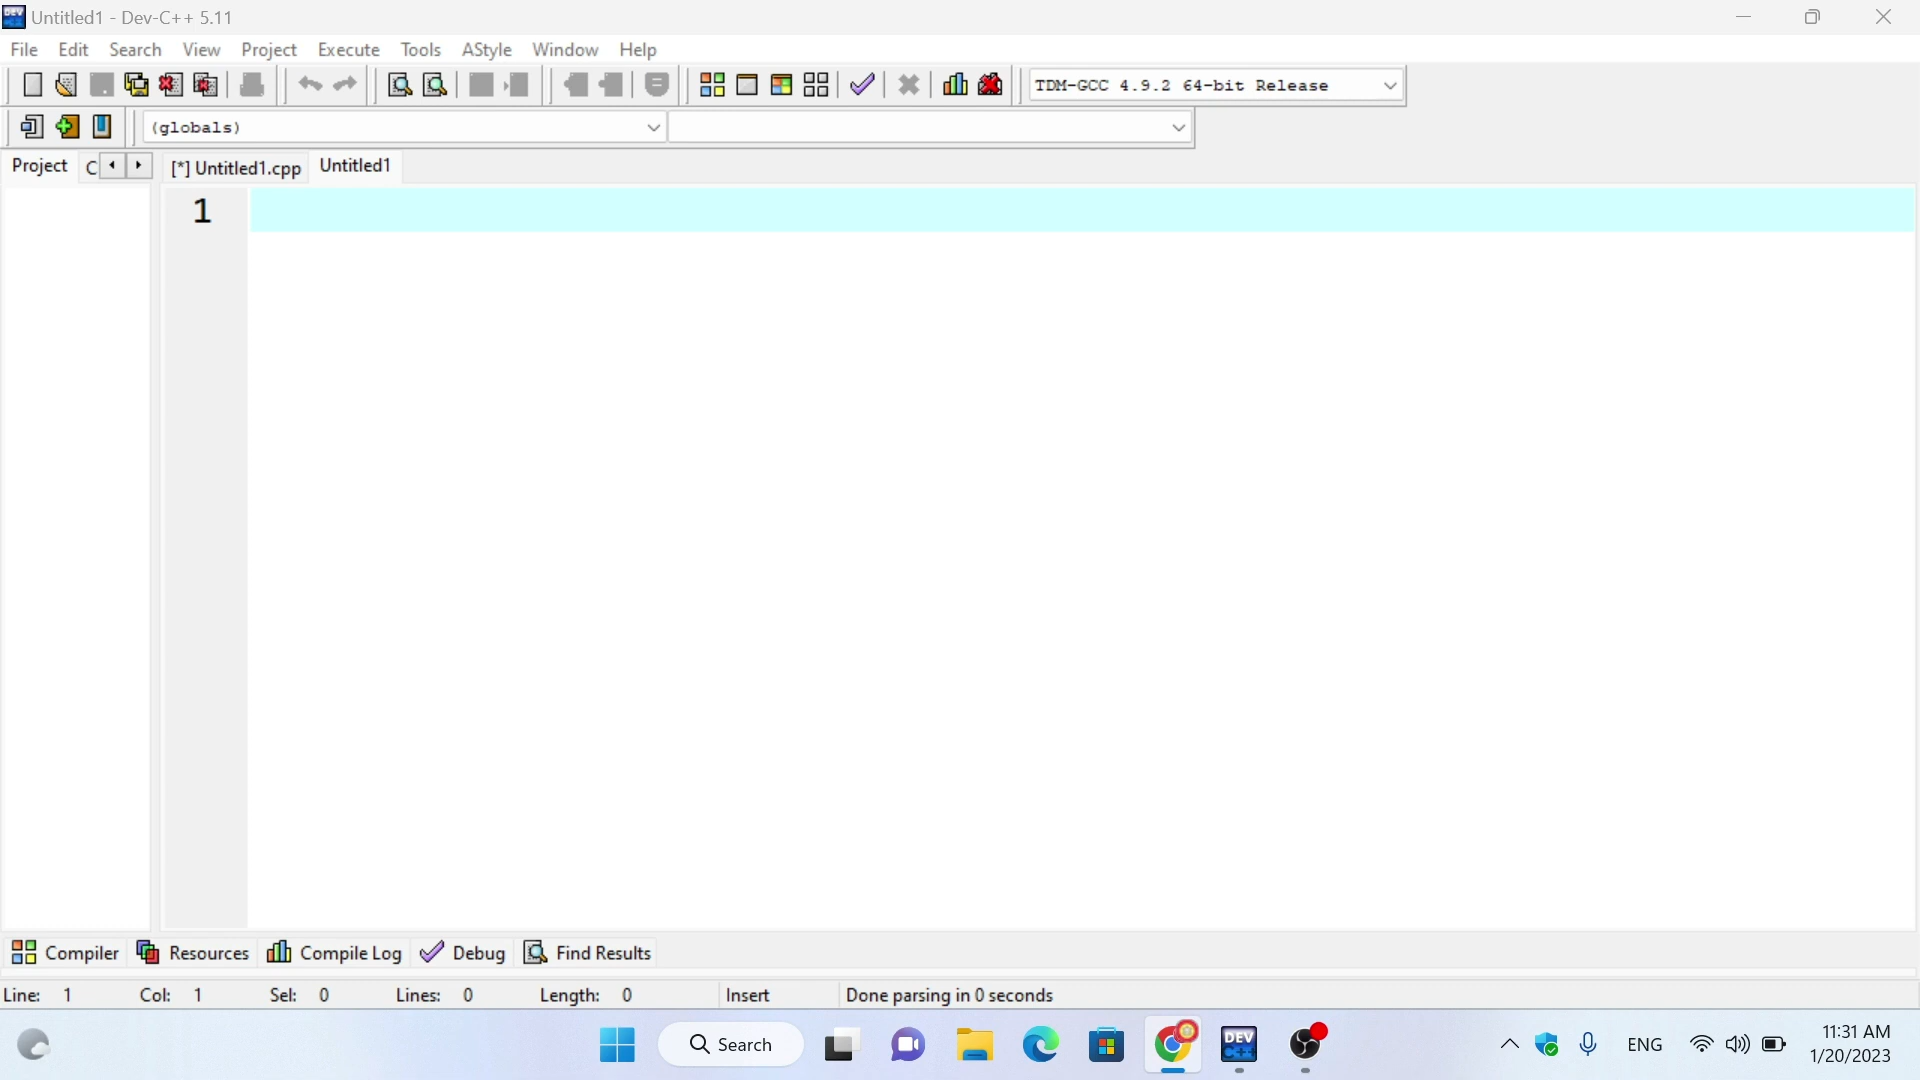 Untitled1 - Dev-C++ 5.11
File Edit Search View Project Execute Tools AStyle Window Help
TDM-GCC 4.9.2 64-bit Release
(globals)
Project C [*] Untitled1.cpp Untitled1
1
Compiler Resources Compile Log Debug Find Results
Line: 1 Col: 1 Sel: 0 Lines: 0 Length: 0 Insert Done parsing in 0 seconds
Search DEV C++ ENG 11:31 AM
1/20/2023